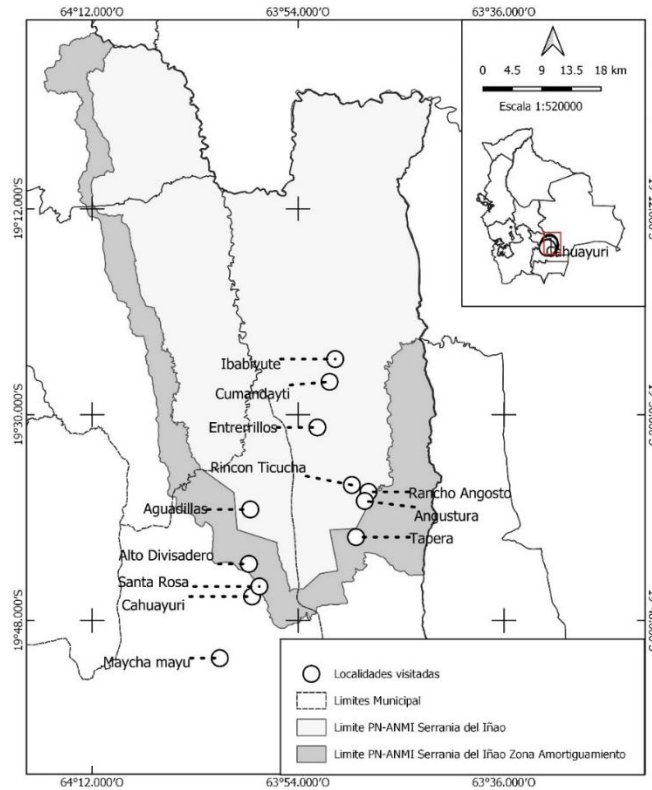 64°12.000'O 63°54.000'O 63°36.000'O
0 4.5 9 13.5 18 km
Escala 1:520000
Cahuayuri
19°12.000'S
19°30.000'S
19°48.000'S
Ibabiyute
Cumandayti
Entrerrillos
Rincon Ticucha
Rancho Angosto
Aguadillas
Angustura
Tapera
Alto Divisadero
Santa Rosa
Cahuayuri
Maycha mayu
Localidades visitadas
Limites Municipal
Limite PN-ANMI Serrania del Iñao
Limite PN-ANMI Serrania del Iñao Zona Amortiguamiento
64°12.000'O 63°54.000'O 63°36.000'O